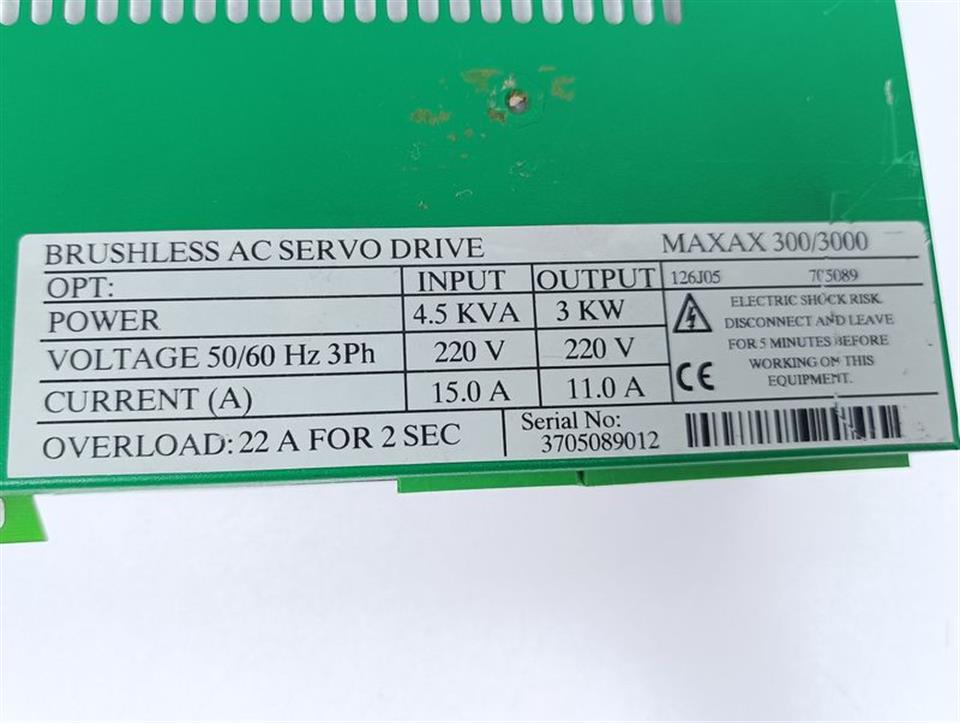 BRUSHLESS AC SERVO DRIVE MAXAX 300/3000
OPT: INPUT OUTPUT 126J05 705089
POWER 4.5 KVA 3 KW
VOLTAGE 50/60 Hz 3Ph 220 V 220 V
CURRENT (A) 15.0 A 11.0 A
ELECTRIC SHOCK RISK.
DISCONNECT AND LEAVE
FOR 5 MINUTES BEFORE
WORKING ON THIS
EQUIPMENT.
CE
OVERLOAD: 22 A FOR 2 SEC
Serial No:
3705089012